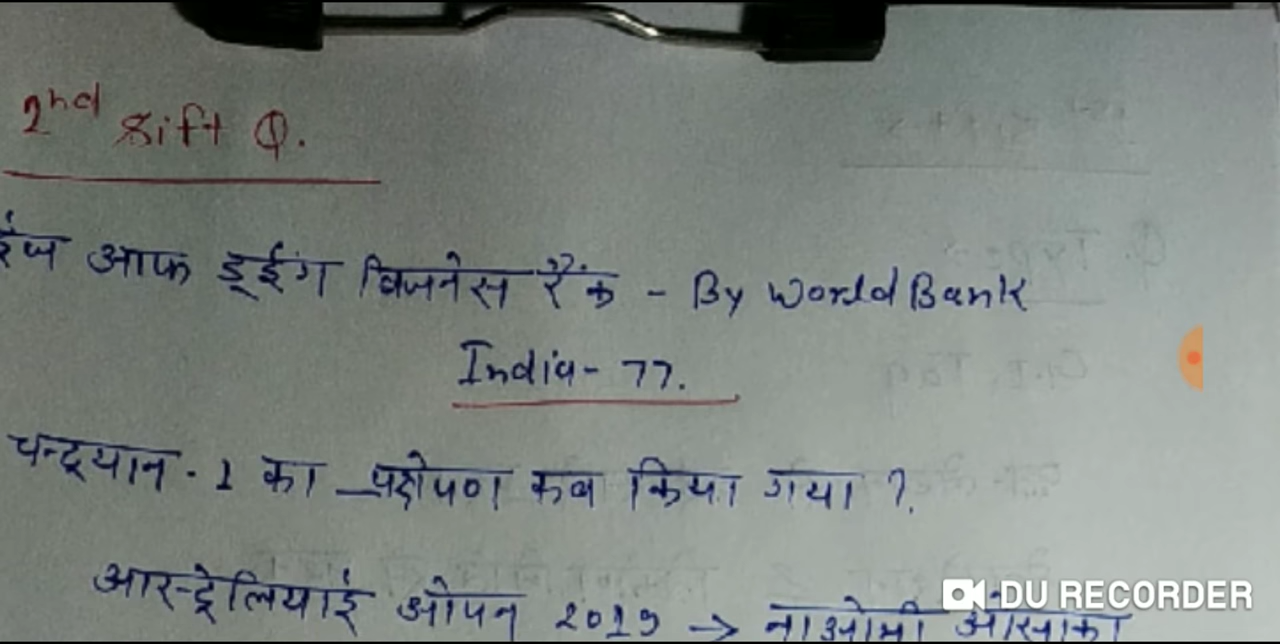 2nd Sift Q.
रंज आफ डूईंग बिजनेस रैंक - By World Bank
India - 77.
चन्द्रयान - 1 का प्रक्षेपण कब किया गया ?
आस्ट्रेलियाई ओपन 2019 → नाओमी ओसाका
DU RECORDER